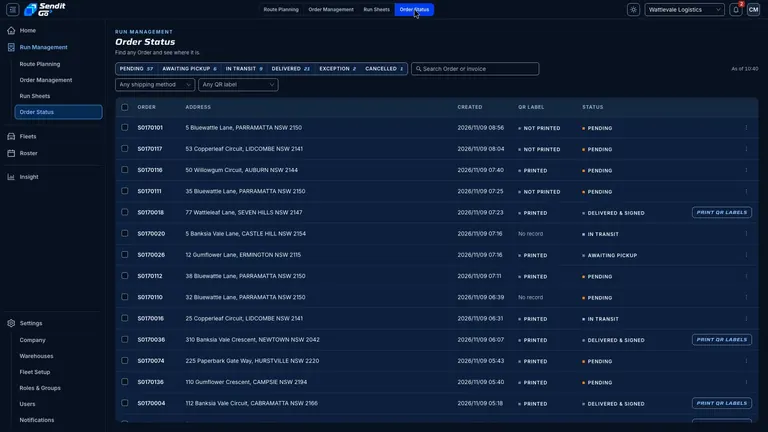 Sendit GO
Route Planning
Order Management
Run Sheets
Order Status
Wattlevale Logistics
2
CM
Home
Run Management
Route Planning
Order Management
Run Sheets
Order Status
Fleets
Roster
Insight
Settings
Company
Warehouses
Fleet Setup
Roles & Groups
Users
Notifications
RUN MANAGEMENT
Order Status
Find any Order and see where it is.
PENDING 57 AWAITING PICKUP 6 IN TRANSIT 8 DELIVERED 23 EXCEPTION 2 CANCELLED 1
Search Order or Invoice
As of 10:40
Any shipping method
Any QR label
ORDER ADDRESS CREATED QR LABEL STATUS
S0170101 5 Bluewattle Lane, PARRAMATTA NSW 2150 2026/11/09 08:56 NOT PRINTED PENDING
S0170117 53 Copperleaf Circuit, LIDCOMBE NSW 2141 2026/11/09 08:04 NOT PRINTED PENDING
S0170116 50 Willowgum Circuit, AUBURN NSW 2144 2026/11/09 07:40 PRINTED PENDING
S0170111 35 Bluewattle Lane, PARRAMATTA NSW 2150 2026/11/09 07:25 NOT PRINTED PENDING
S0170018 77 Wattleleaf Lane, SEVEN HILLS NSW 2147 2026/11/09 07:23 PRINTED DELIVERED & SIGNED PRINT QR LABELS
S0170020 5 Banksia Vale Lane, CASTLE HILL NSW 2154 2026/11/09 07:16 No record IN TRANSIT
S0170026 12 Gumflower Lane, ERMINGTON NSW 2115 2026/11/09 07:16 PRINTED AWAITING PICKUP
S0170112 38 Bluewattle Lane, PARRAMATTA NSW 2150 2026/11/09 07:11 PRINTED PENDING
S0170110 32 Bluewattle Lane, PARRAMATTA NSW 2150 2026/11/09 06:39 No record PENDING
S0170016 25 Copperleaf Circuit, LIDCOMBE NSW 2141 2026/11/09 06:31 PRINTED IN TRANSIT
S0170036 310 Banksia Vale Crescent, NEWTOWN NSW 2042 2026/11/09 06:07 PRINTED DELIVERED & SIGNED PRINT QR LABELS
S0170074 225 Paperbark Gate Way, HURSTVILLE NSW 2220 2026/11/09 05:43 PRINTED PENDING
S0170136 110 Gumflower Crescent, CAMPSIE NSW 2194 2026/11/09 05:40 PRINTED PENDING
S0170004 112 Banksia Vale Circuit, CABRAMATTA NSW 2166 2026/11/09 05:18 PRINTED DELIVERED & SIGNED PRINT QR LABELS